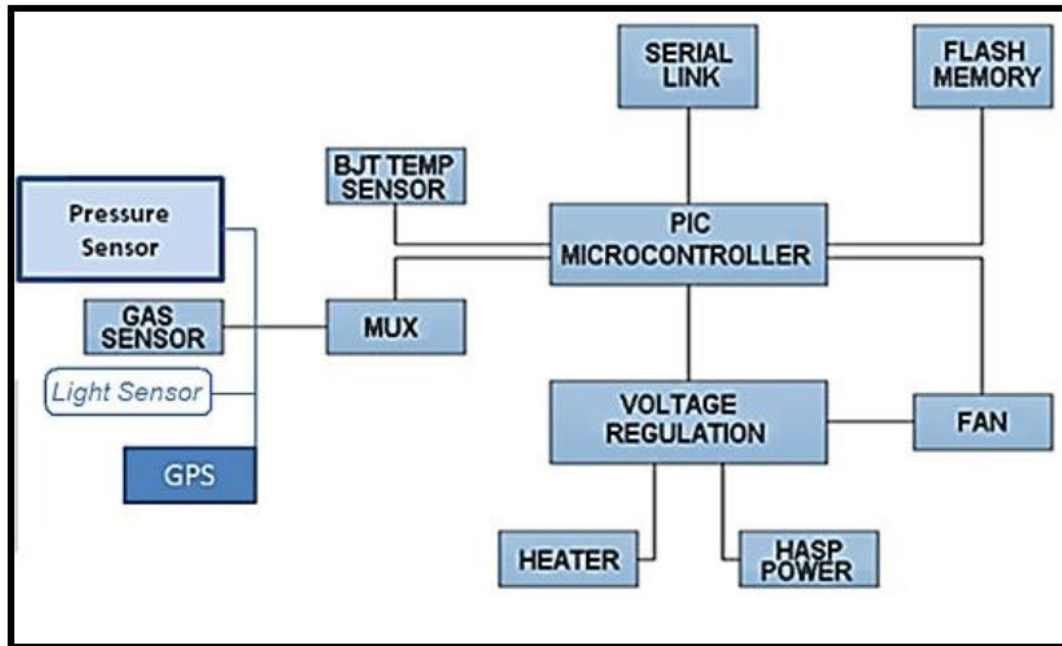 SERIAL
LINK
FLASH
MEMORY
BJT TEMP
SENSOR
Pressure
Sensor
PIC
MICROCONTROLLER
GAS
SENSOR
MUX
Light Sensor
VOLTAGE
REGULATION
FAN
GPS
HEATER
HASP
POWER